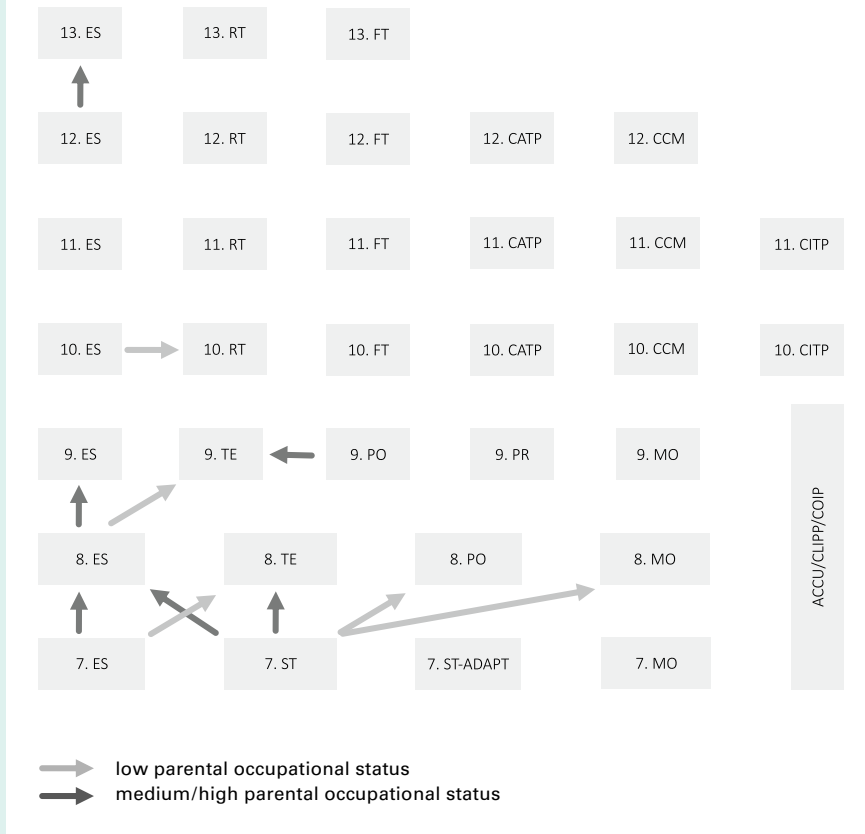 13. ES
13. RT
13. FT
12. ES
12. RT
12. FT
12. CATP
12. CCM
11. ES
11. RT
11. FT
11. CATP
11. CCM
11. CITP
10. ES
10. RT
10. FT
10. CATP
10. CCM
10. CITP
9. ES
9. TE
9. PO
9. PR
9. MO
ACCU/CLIPP/COIP
8. ES
8. TE
8. PO
8. MO
7. ES
7. ST
7. ST-ADAPT
7. MO
low parental occupational status
medium/high parental occupational status